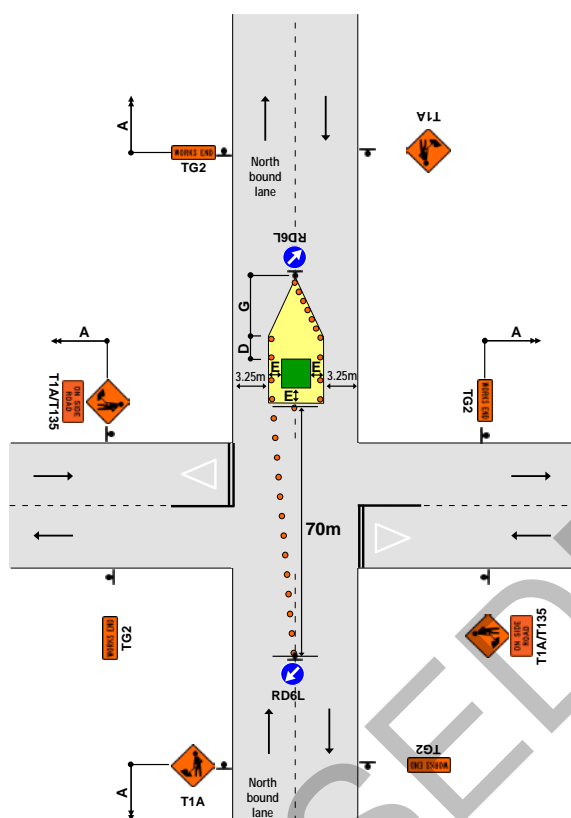 A
WORKS END
TG2
North
bound
lane
T1A
RD6L
G
D
E
E
3.25m
3.25m
E
A
T1A/T135
ON SIDE
ROAD
A
TG2
WORKS END
70m
WORKS END
TG2
ON SIDE
ROAD
T1A/T135
RD6L
A
T1A
North
bound
lane
TG2
WORKS END
SED